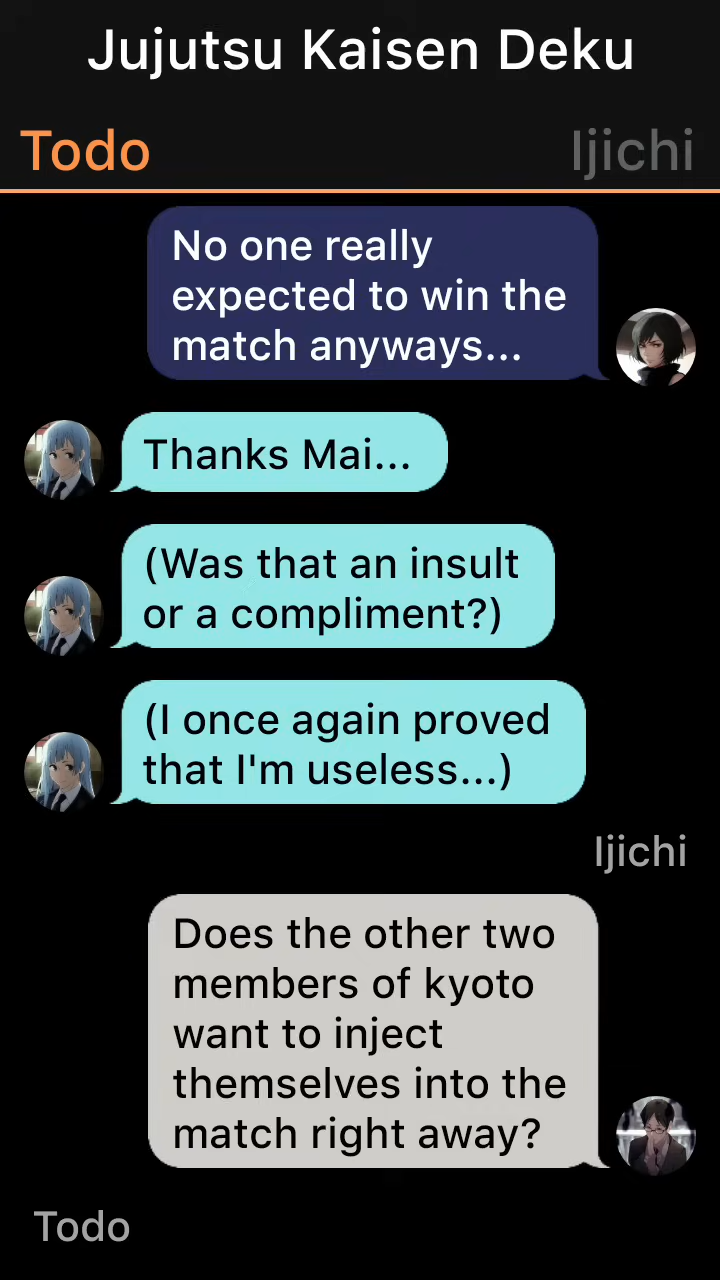 Jujutsu Kaisen Deku
Todo
Ijichi
No one really
expected to win the
match anyways...
Thanks Mai...
(Was that an insult
or a compliment?)
(I once again proved
that I'm useless...)
Ijichi
Does the other two
members of kyoto
want to inject
themselves into the
match right away?
Todo